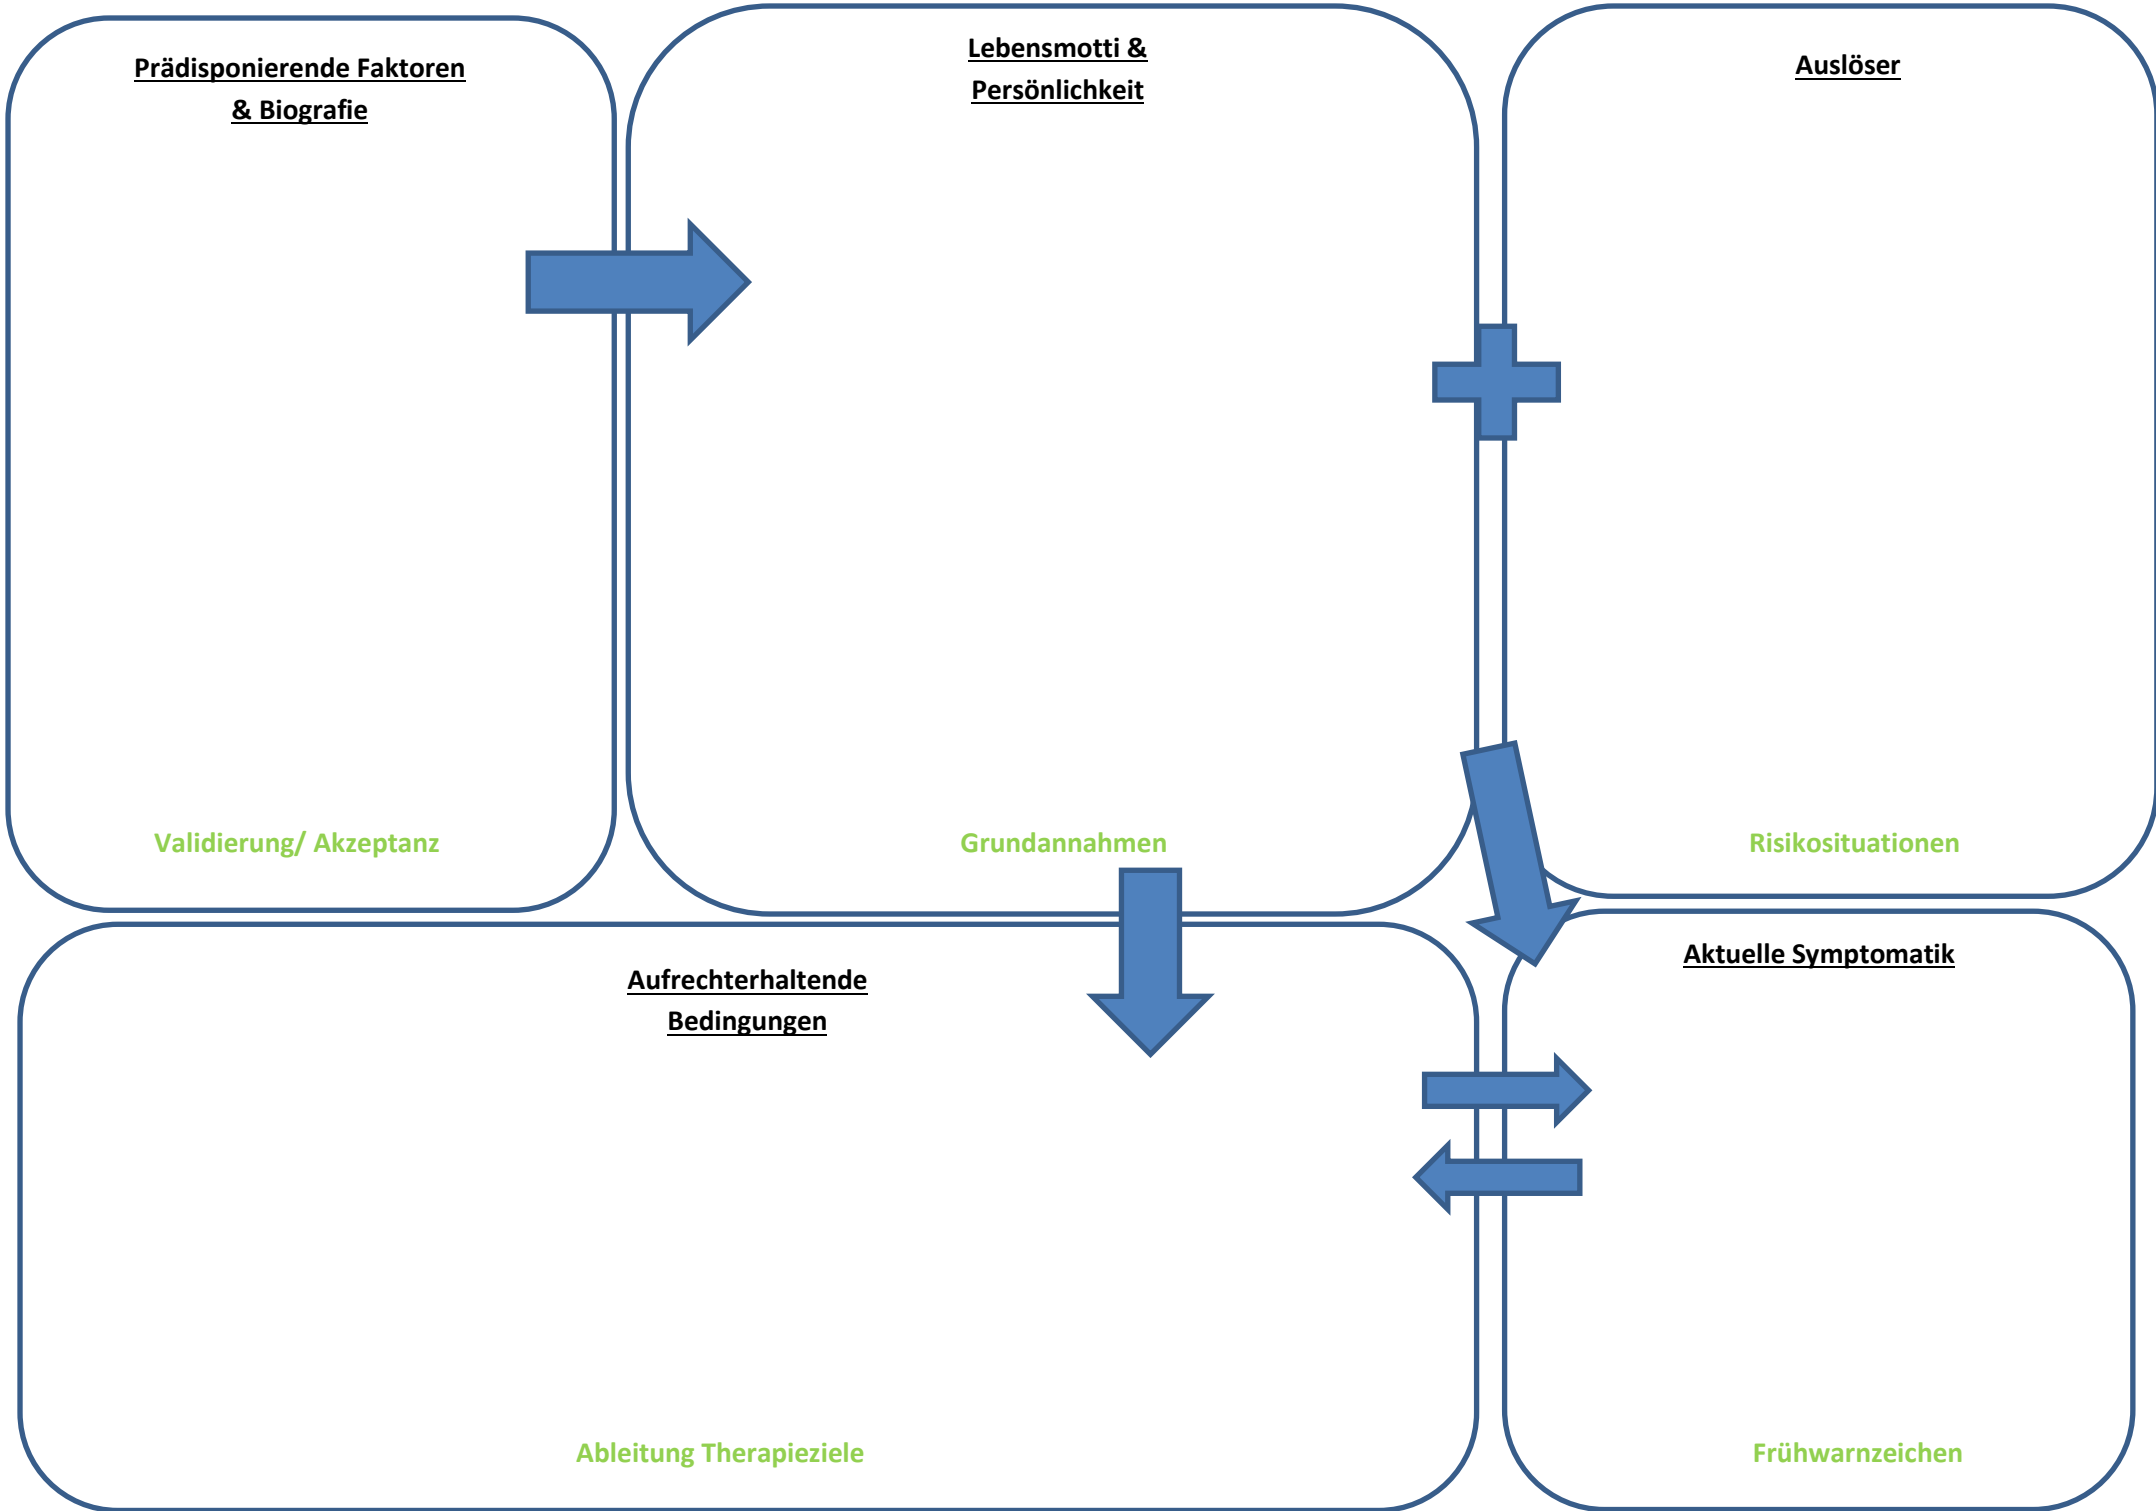 Prädisponierende Faktoren
& Biografie
Validierung/ Akzeptanz
Lebensmotti &
Persönlichkeit
Grundannahmen
Auslöser
Risikosituationen
Aufrechterhaltende
Bedingungen
Ableitung Therapieziele
Aktuelle Symptomatik
Frühwarnzeichen